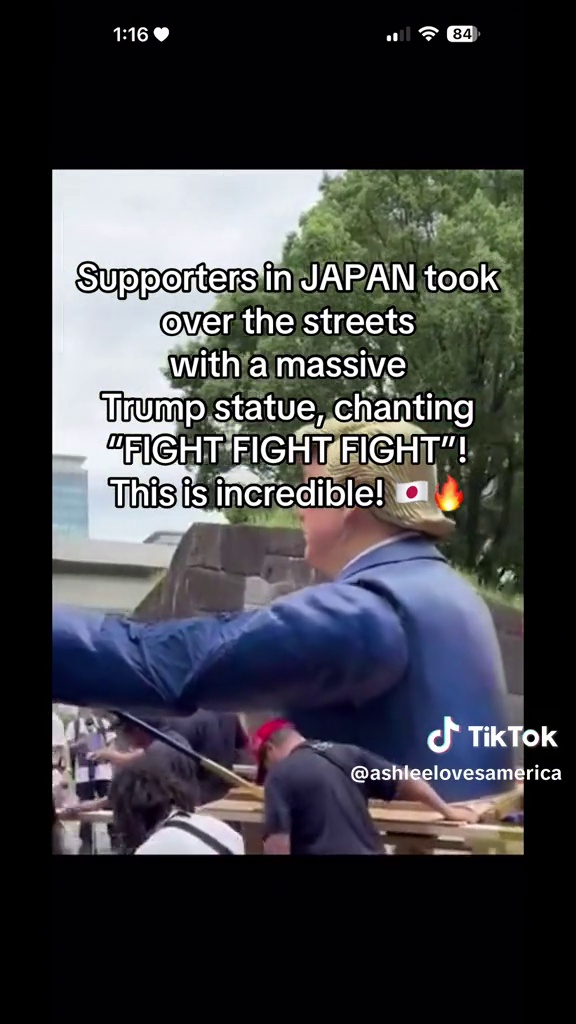 1:16
84
Supporters in JAPAN took
over the streets
with a massive
Trump statue, chanting
"FIGHT FIGHT FIGHT"!
This is incredible! 🇯🇵🔥
TikTok
@ashleelovesamerica